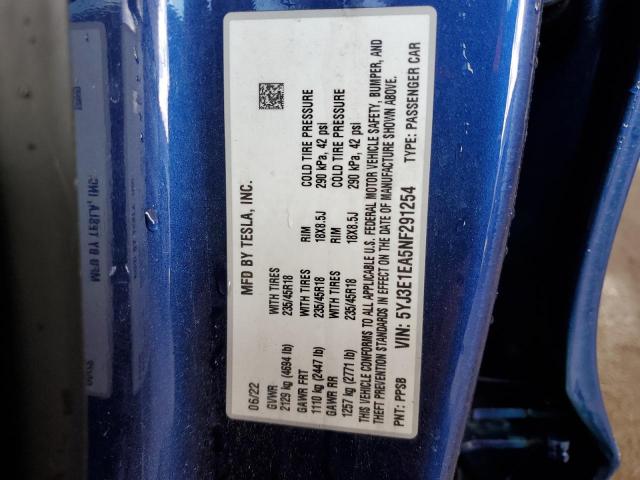 MFD BY TESLA, INC.
06/22
GVWR WITH TIRES RIM COLD TIRE PRESSURE
2129 kg (4694 lb) 235/45R18 18X8.5J 290 kPa, 42 psi
GAWR FRT WITH TIRES RIM COLD TIRE PRESSURE
1110 kg (2447 lb) 235/45R18 18X8.5J 290 kPa, 42 psi
GAWR RR
1257 kg (2771 lb) 235/45R18
THIS VEHICLE CONFORMS TO ALL APPLICABLE U.S. FEDERAL MOTOR VEHICLE SAFETY, BUMPER, AND
THEFT PREVENTION STANDARDS IN EFFECT ON THE DATE OF MANUFACTURE SHOWN ABOVE.
PNT: PPSB VIN: 5YJ3E1EA5NF291254 TYPE: PASSENGER CAR